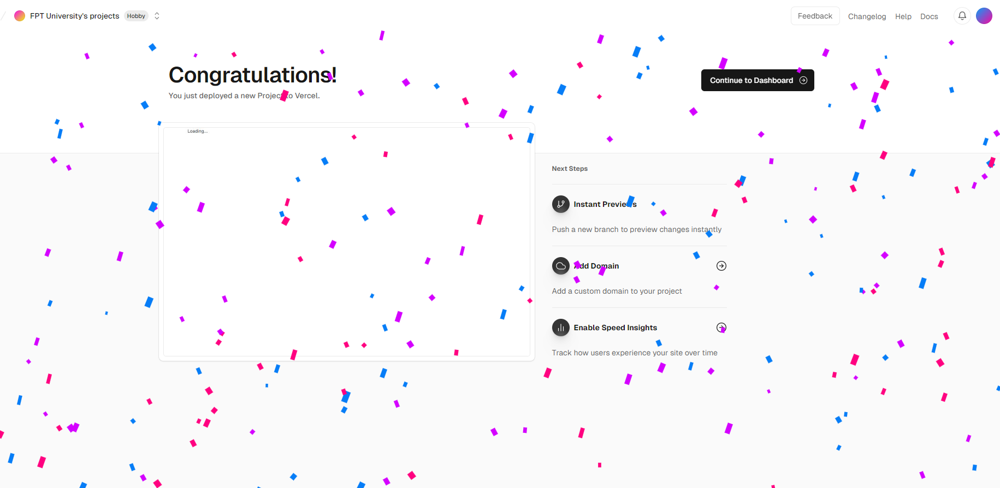 FPT University's projects Hobby
Feedback Changelog Help Docs
Congratulations!
You just deployed a new Project to Vercel.
Continue to Dashboard
Loading...
Next Steps
Instant Previews
Push a new branch to preview changes instantly
Add Domain
Add a custom domain to your project
Enable Speed Insights
Track how users experience your site over time